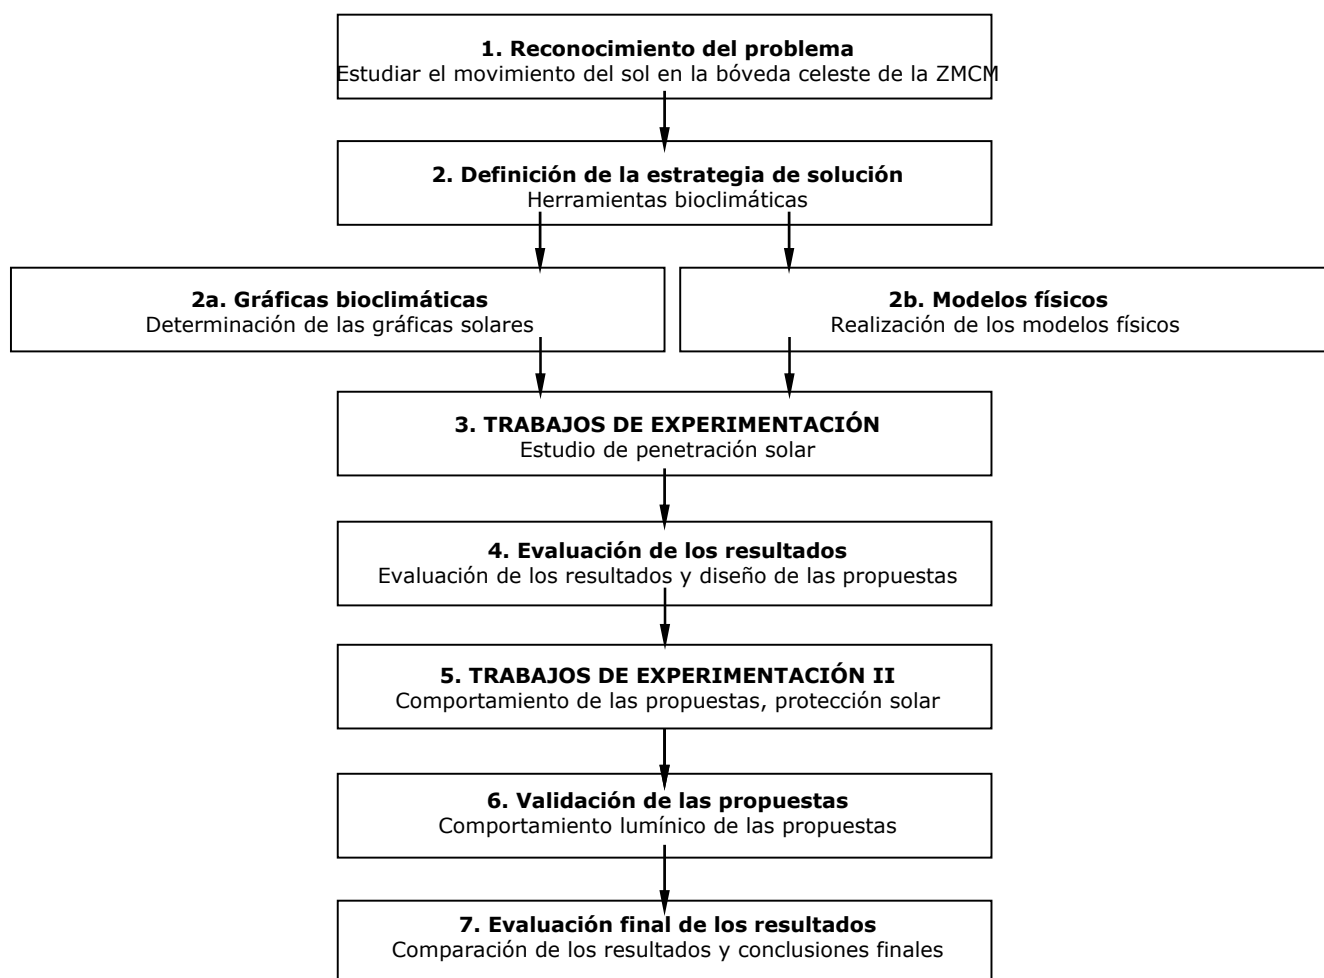 1. Reconocimiento del problema
Estudiar el movimiento del sol en la bóveda celeste de la ZMCM
2. Definición de la estrategia de solución
Herramientas bioclimáticas
2a. Gráficas bioclimáticas
Determinación de las gráficas solares
2b. Modelos físicos
Realización de los modelos físicos
3. TRABAJOS DE EXPERIMENTACIÓN
Estudio de penetración solar
4. Evaluación de los resultados
Evaluación de los resultados y diseño de las propuestas
5. TRABAJOS DE EXPERIMENTACIÓN II
Comportamiento de las propuestas, protección solar
6. Validación de las propuestas
Comportamiento lumínico de las propuestas
7. Evaluación final de los resultados
Comparación de los resultados y conclusiones finales